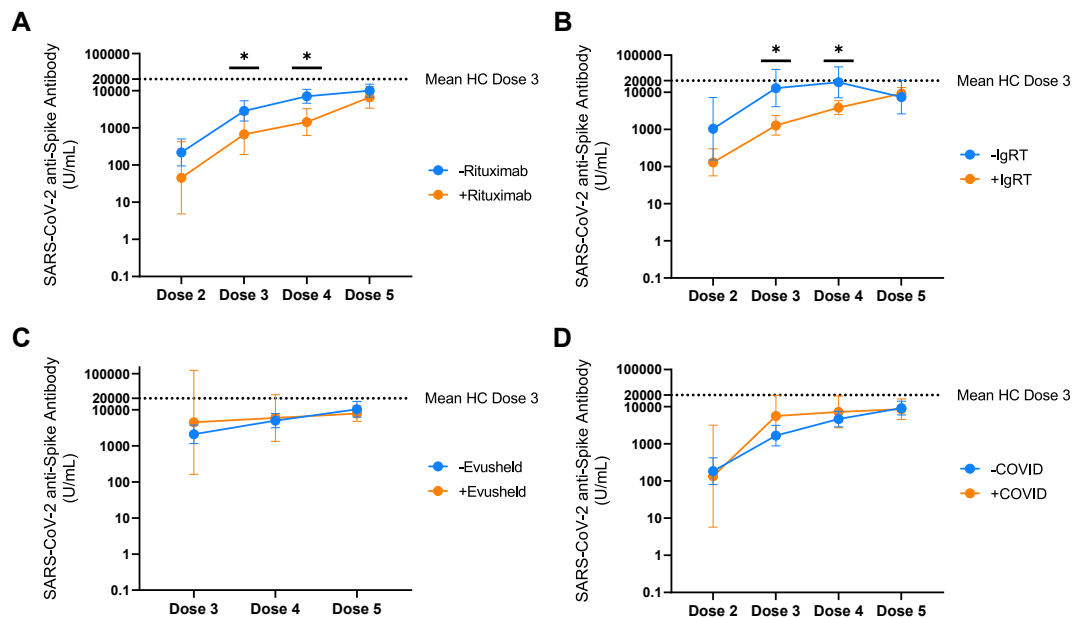 A
SARS-CoV-2 anti-Spike Antibody
(U/mL)
100000
20000
10000
1000
100
10
1
0.1
* *
Mean HC Dose 3
-Rituximab
+Rituximab
Dose 2 Dose 3 Dose 4 Dose 5
B
SARS-CoV-2 anti-Spike Antibody
(U/mL)
100000
20000
10000
1000
100
10
1
0.1
* *
Mean HC Dose 3
-IgRT
+IgRT
Dose 2 Dose 3 Dose 4 Dose 5
C
SARS-CoV-2 anti-Spike Antibody
(U/mL)
100000
20000
10000
1000
100
10
1
0.1
Mean HC Dose 3
-Evusheld
+Evusheld
Dose 3 Dose 4 Dose 5
D
SARS-CoV-2 anti-Spike Antibody
(U/mL)
100000
20000
10000
1000
100
10
1
0.1
Mean HC Dose 3
-COVID
+COVID
Dose 2 Dose 3 Dose 4 Dose 5